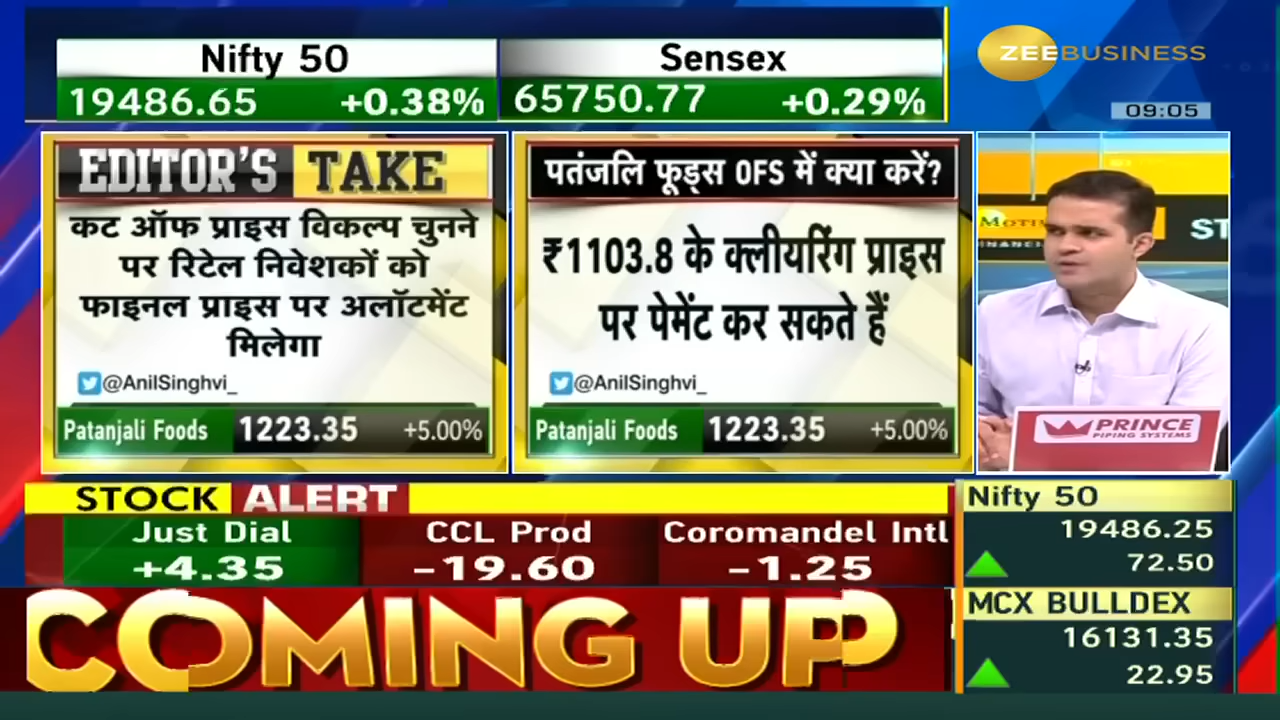 Nifty 50
19486.65 +0.38%
Sensex
65750.77 +0.29%
ZEEBUSINESS
09:05
EDITOR'S TAKE
कट ऑफ प्राइस विकल्प चुनने
पर रिटेल निवेशकों को
फाइनल प्राइस पर अलॉटमेंट
मिलेगा
@AnilSinghvi_
Patanjali Foods 1223.35 +5.00%
पतंजलि फूड्स OFS में क्या करें?
₹1103.8 के क्लीयरिंग प्राइस
पर पेमेंट कर सकते हैं
@AnilSinghvi_
Patanjali Foods 1223.35 +5.00%
ST
PRINCE
PIPING SYSTEMS
STOCK ALERT
Just Dial
+4.35
CCL Prod
-19.60
Coromandel Intl
-1.25
COMING UP
Nifty 50
19486.25
72.50
MCX BULLDEX
16131.35
22.95